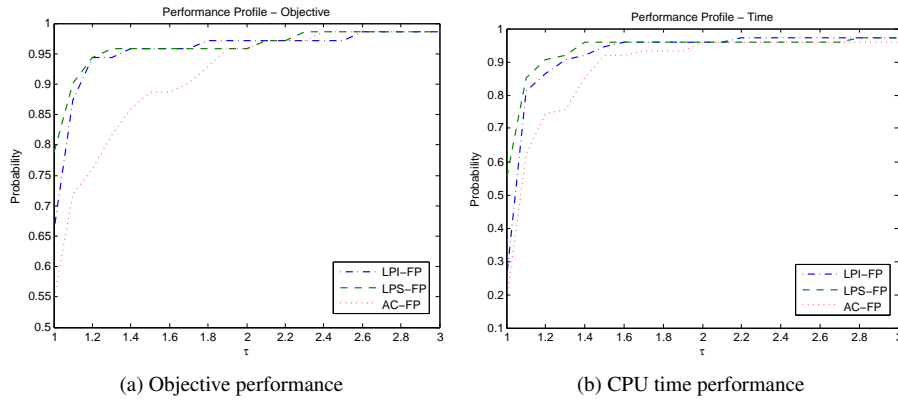 Performance Profile – Objective
1
0.95
0.9
0.85
0.8
0.75
0.7
0.65
0.6
0.55
0.5
Probability
1 1.2 1.4 1.6 1.8 2 2.2 2.4 2.6 2.8 3
τ
LPI–FP
LPS–FP
AC–FP
(a) Objective performance
Performance Profile – Time
1
0.9
0.8
0.7
0.6
0.5
0.4
0.3
0.2
0.1
Probability
1 1.2 1.4 1.6 1.8 2 2.2 2.4 2.6 2.8 3
τ
LPI–FP
LPS–FP
AC–FP
(b) CPU time performance